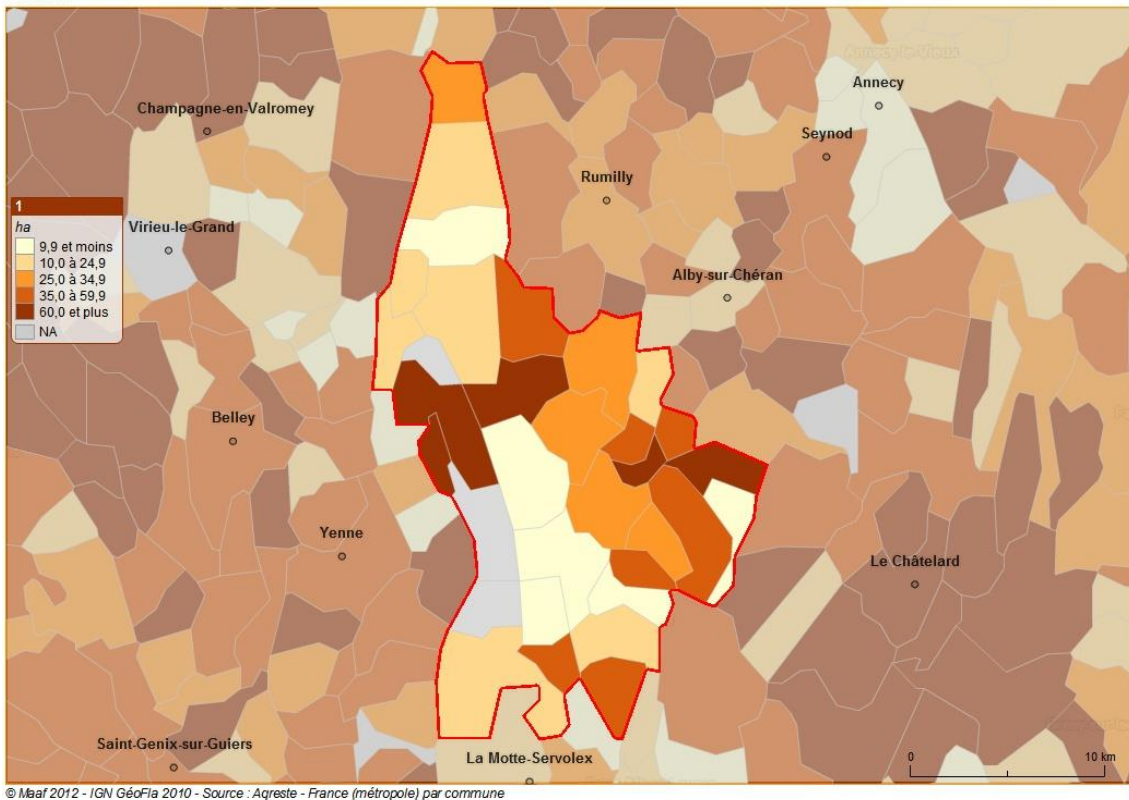 Annecy-le-Vieux
Annecy
Champagne-en-Valromey
Seynod
Rumilly
1
ha
9,9 et moins
10,0 à 24,9
25,0 à 34,9
35,0 à 59,9
60,0 et plus
NA
Virieu-le-Grand
Alby-sur-Chéran
Belley
Yenne
Le Châtelard
Saint-Genix-sur-Guiers
La Motte-Servolex
0 10 km
© Maaf 2012 - IGN GéoFla 2010 - Source : Agreste - France (métropole) par commune